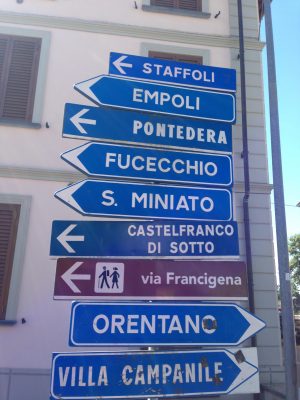 STAFFOLI
EMPOLI
PONTEDERA
FUCECCHIO
S. MINIATO
CASTELFRANCO
DI SOTTO
via Francigena
ORENTANO
VILLA CAMPANILE